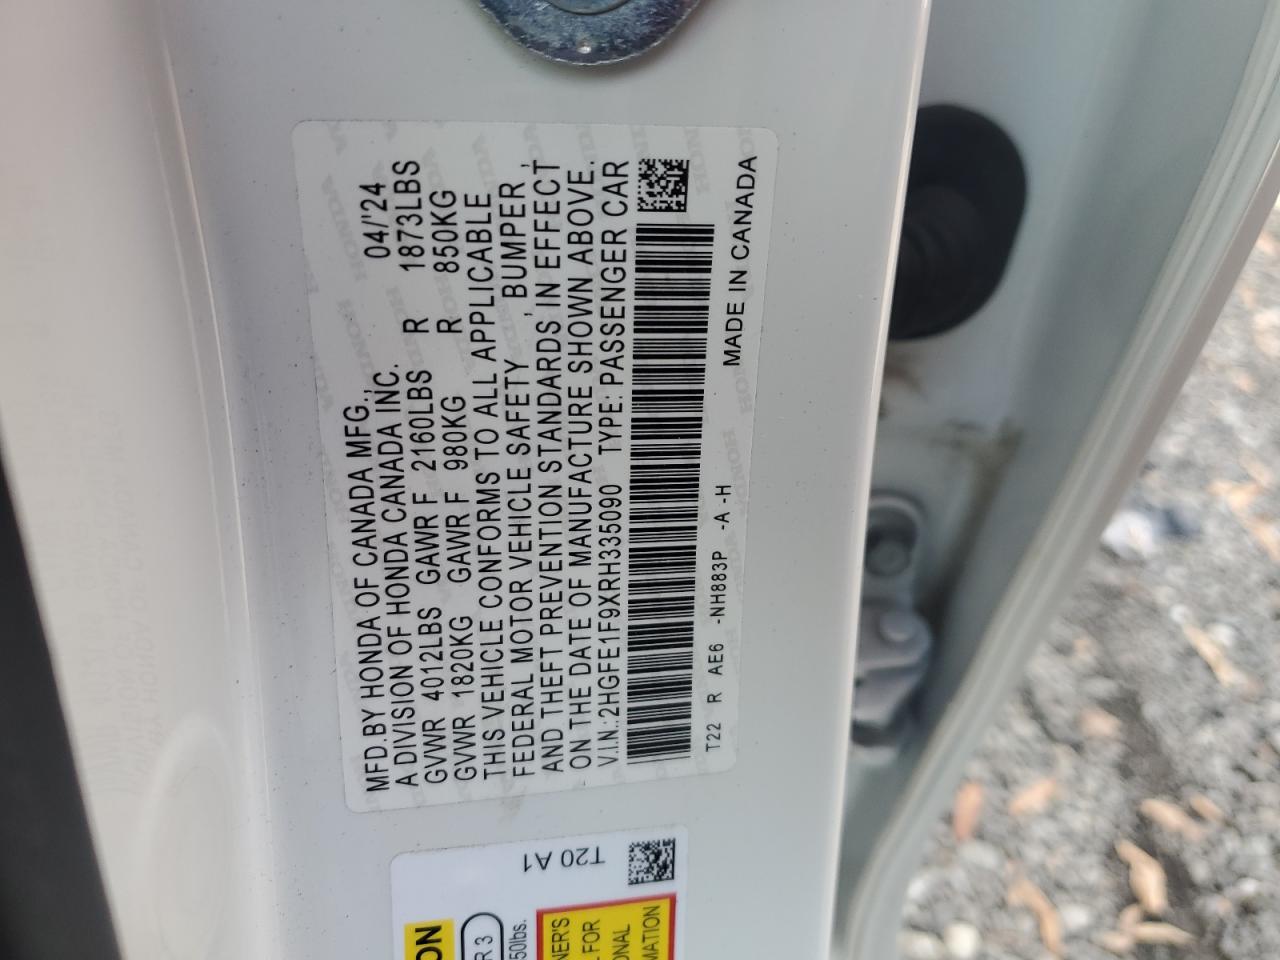 MFD.BY HONDA OF CANADA MFG., 04/'24
A DIVISION OF HONDA CANADA INC.
GVWR 4012LBS GAWR F 2160LBS R 1873LBS
GVWR 1820KG GAWR F 980KG R 850KG
THIS VEHICLE CONFORMS TO ALL APPLICABLE
FEDERAL MOTOR VEHICLE SAFETY , BUMPER ,
AND THEFT PREVENTION STANDARDS IN EFFECT
ON THE DATE OF MANUFACTURE SHOWN ABOVE.
V.I.N.:2HGFE1F9XRH335090 TYPE: PASSENGER CAR
T22 R AE6 -NH883P -A -H MADE IN CANADA
T20 A1
R 3
50lbs.
FOR